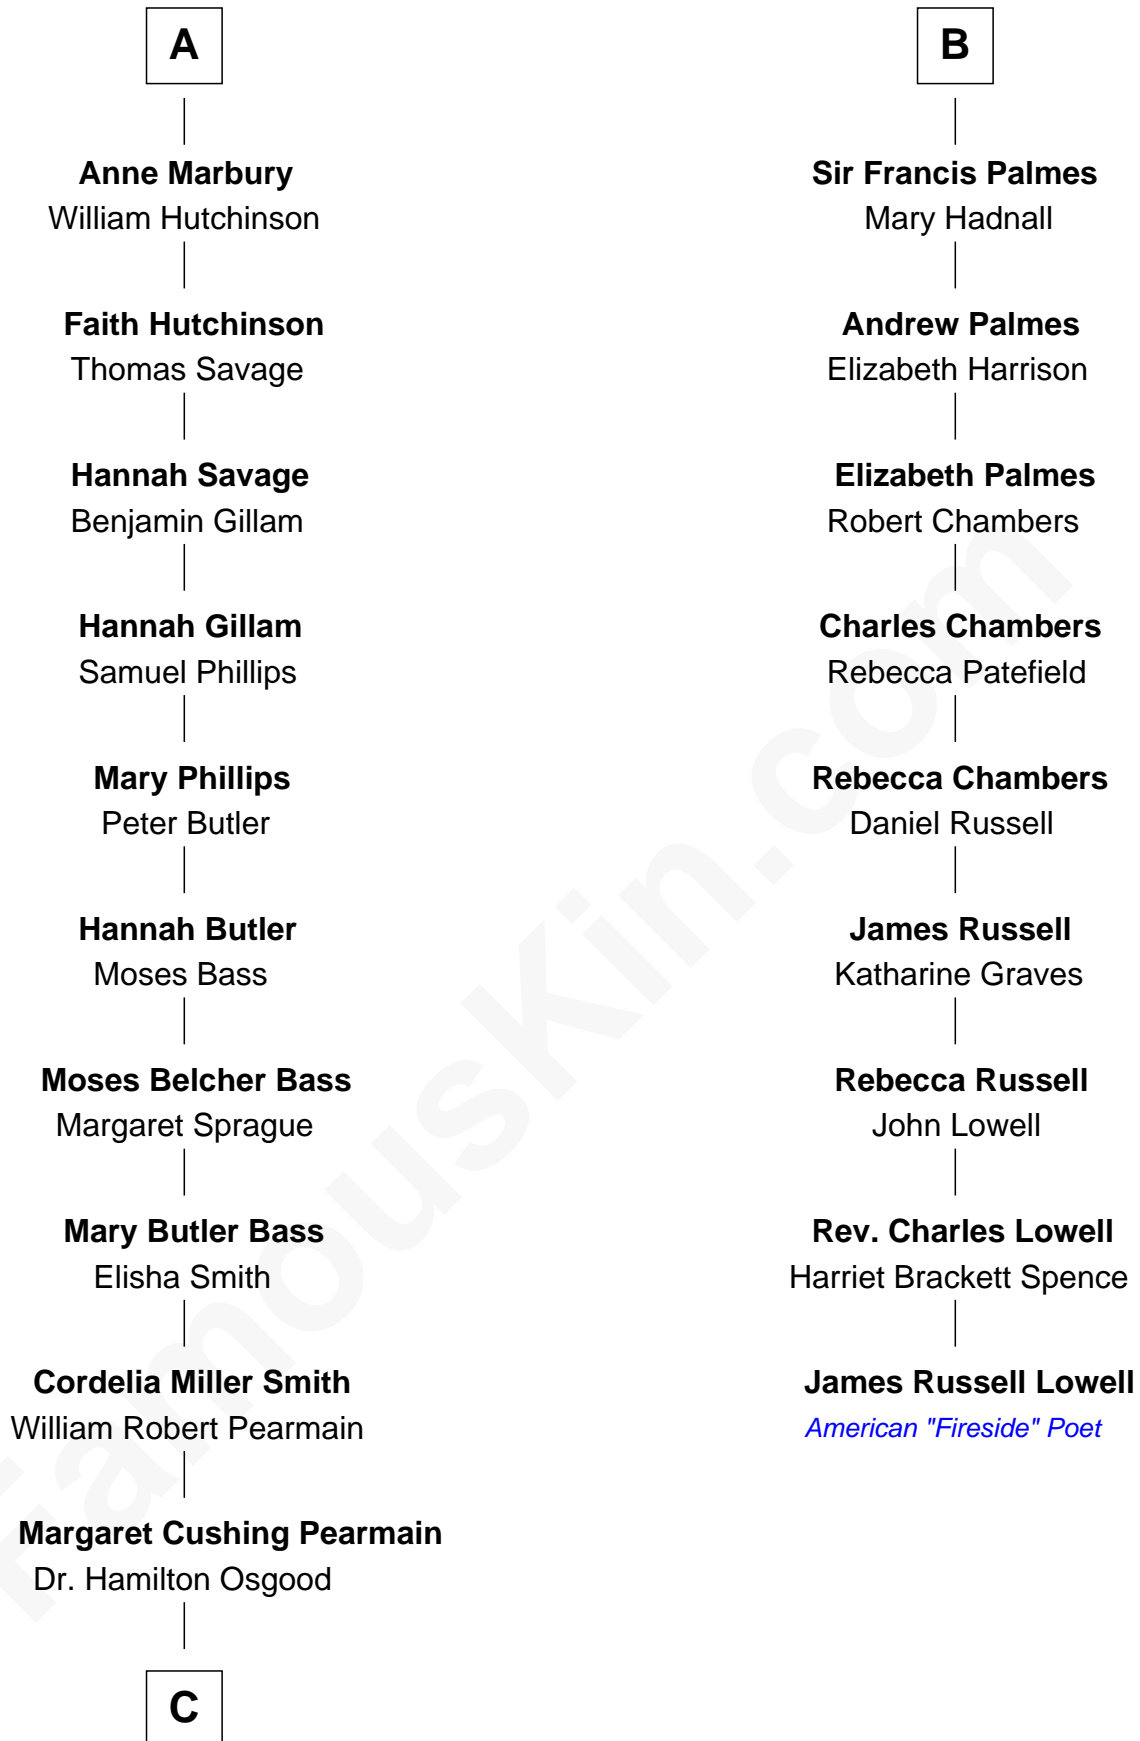 A
Anne Marbury
William Hutchinson
Faith Hutchinson
Thomas Savage
Hannah Savage
Benjamin Gillam
Hannah Gillam
Samuel Phillips
Mary Phillips
Peter Butler
Hannah Butler
Moses Bass
Moses Belcher Bass
Margaret Sprague
Mary Butler Bass
Elisha Smith
Cordelia Miller Smith
William Robert Pearmain
Margaret Cushing Pearmain
Dr. Hamilton Osgood
C
B
Sir Francis Palmes
Mary Hadnall
Andrew Palmes
Elizabeth Harrison
Elizabeth Palmes
Robert Chambers
Charles Chambers
Rebecca Patefield
Rebecca Chambers
Daniel Russell
James Russell
Katharine Graves
Rebecca Russell
John Lowell
Rev. Charles Lowell
Harriet Brackett Spence
James Russell Lowell
American "Fireside" Poet
FamousKin.com